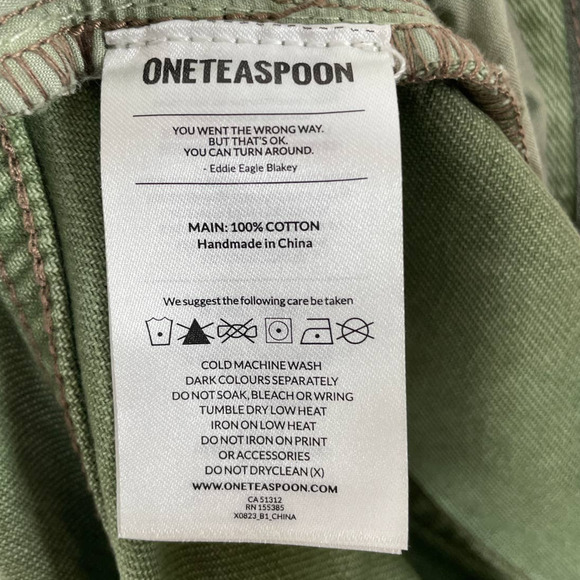 ONETEASPOON
YOU WENT THE WRONG WAY.
BUT THAT'S OK.
YOU CAN TURN AROUND.
- Eddie Eagle Blakey
MAIN: 100% COTTON
Handmade in China
We suggest the following care be taken
COLD MACHINE WASH
DARK COLOURS SEPARATELY
DO NOT SOAK, BLEACH OR WRING
TUMBLE DRY LOW HEAT
IRON ON LOW HEAT
DO NOT IRON ON PRINT
OR ACCESSORIES
DO NOT DRYCLEAN (X)
WWW.ONETEASPOON.COM
CA 51312
RN 155385
X0823_B1_CHINA